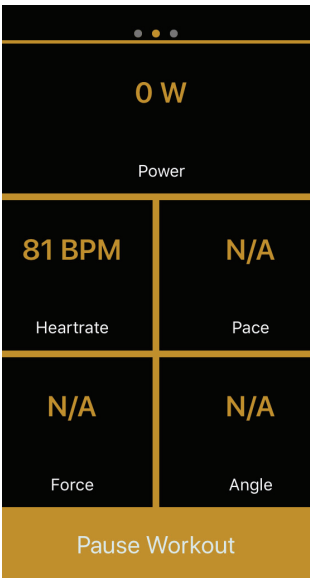 0 W
Power
81 BPM
N/A
Heartrate
Pace
N/A
N/A
Force
Angle
Pause Workout